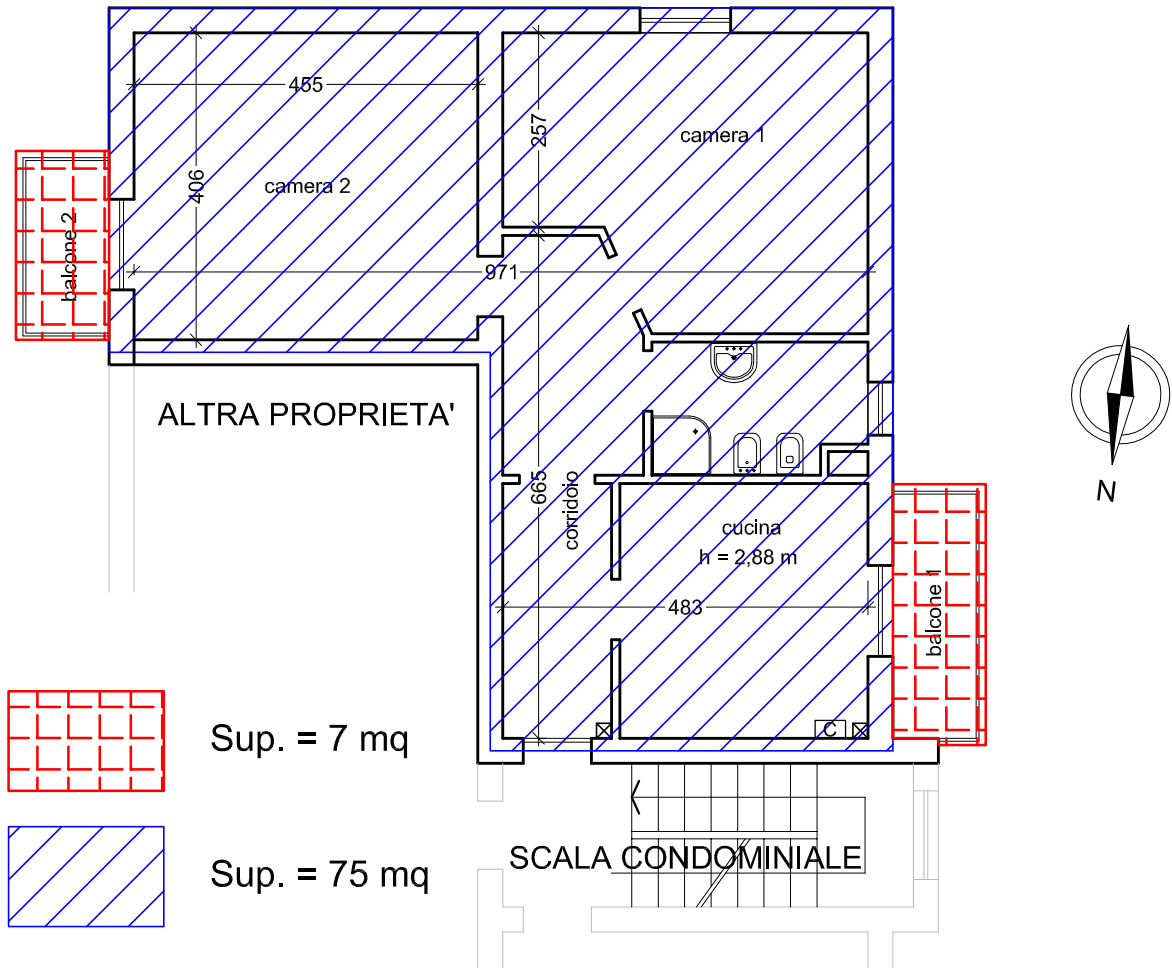 455
257
camera 1
406
camera 2
balcone 2
971
ALTRA PROPRIETA'
N
665
corridoio
cucina
h = 2,88 m
483
balcone 1
Sup. = 7 mq
C
SCALA CONDOMINIALE
Sup. = 75 mq